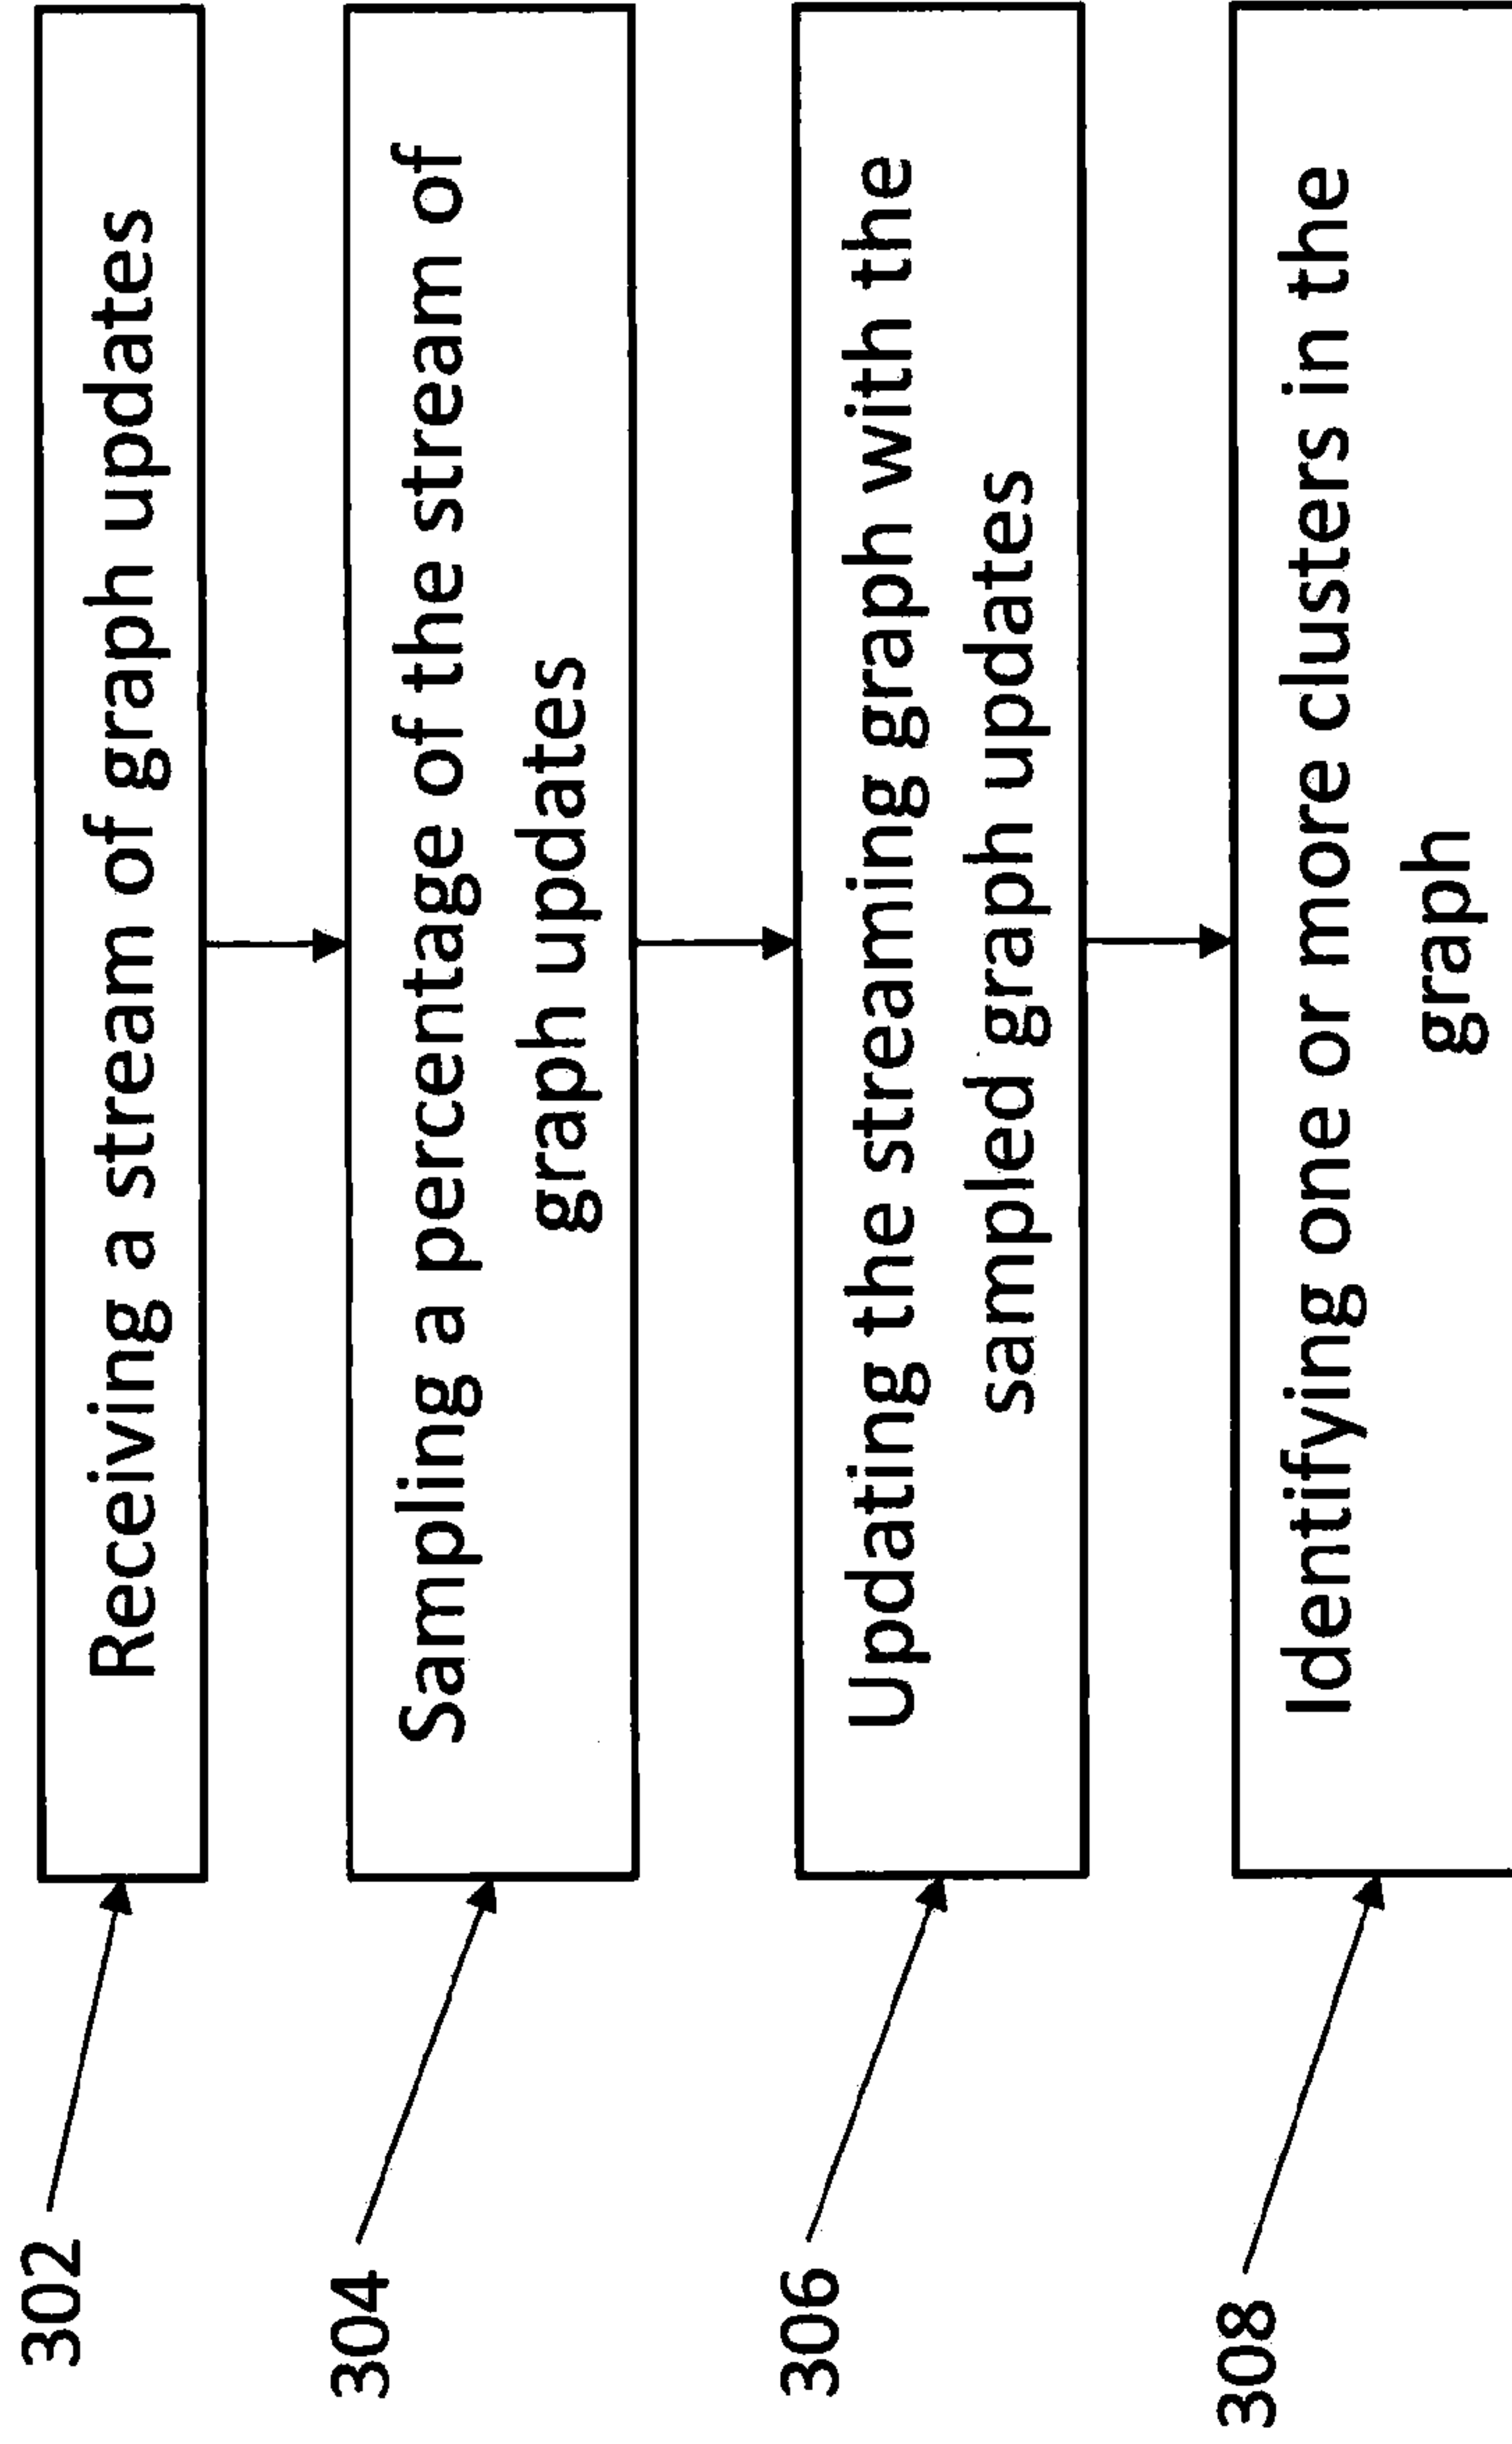 302
Receiving a stream of graph updates
304
Sampling a percentage of the stream of
graph updates
306
Updating the streaming graph with the
sampled graph updates
308
Identifying one or more clusters in the
graph